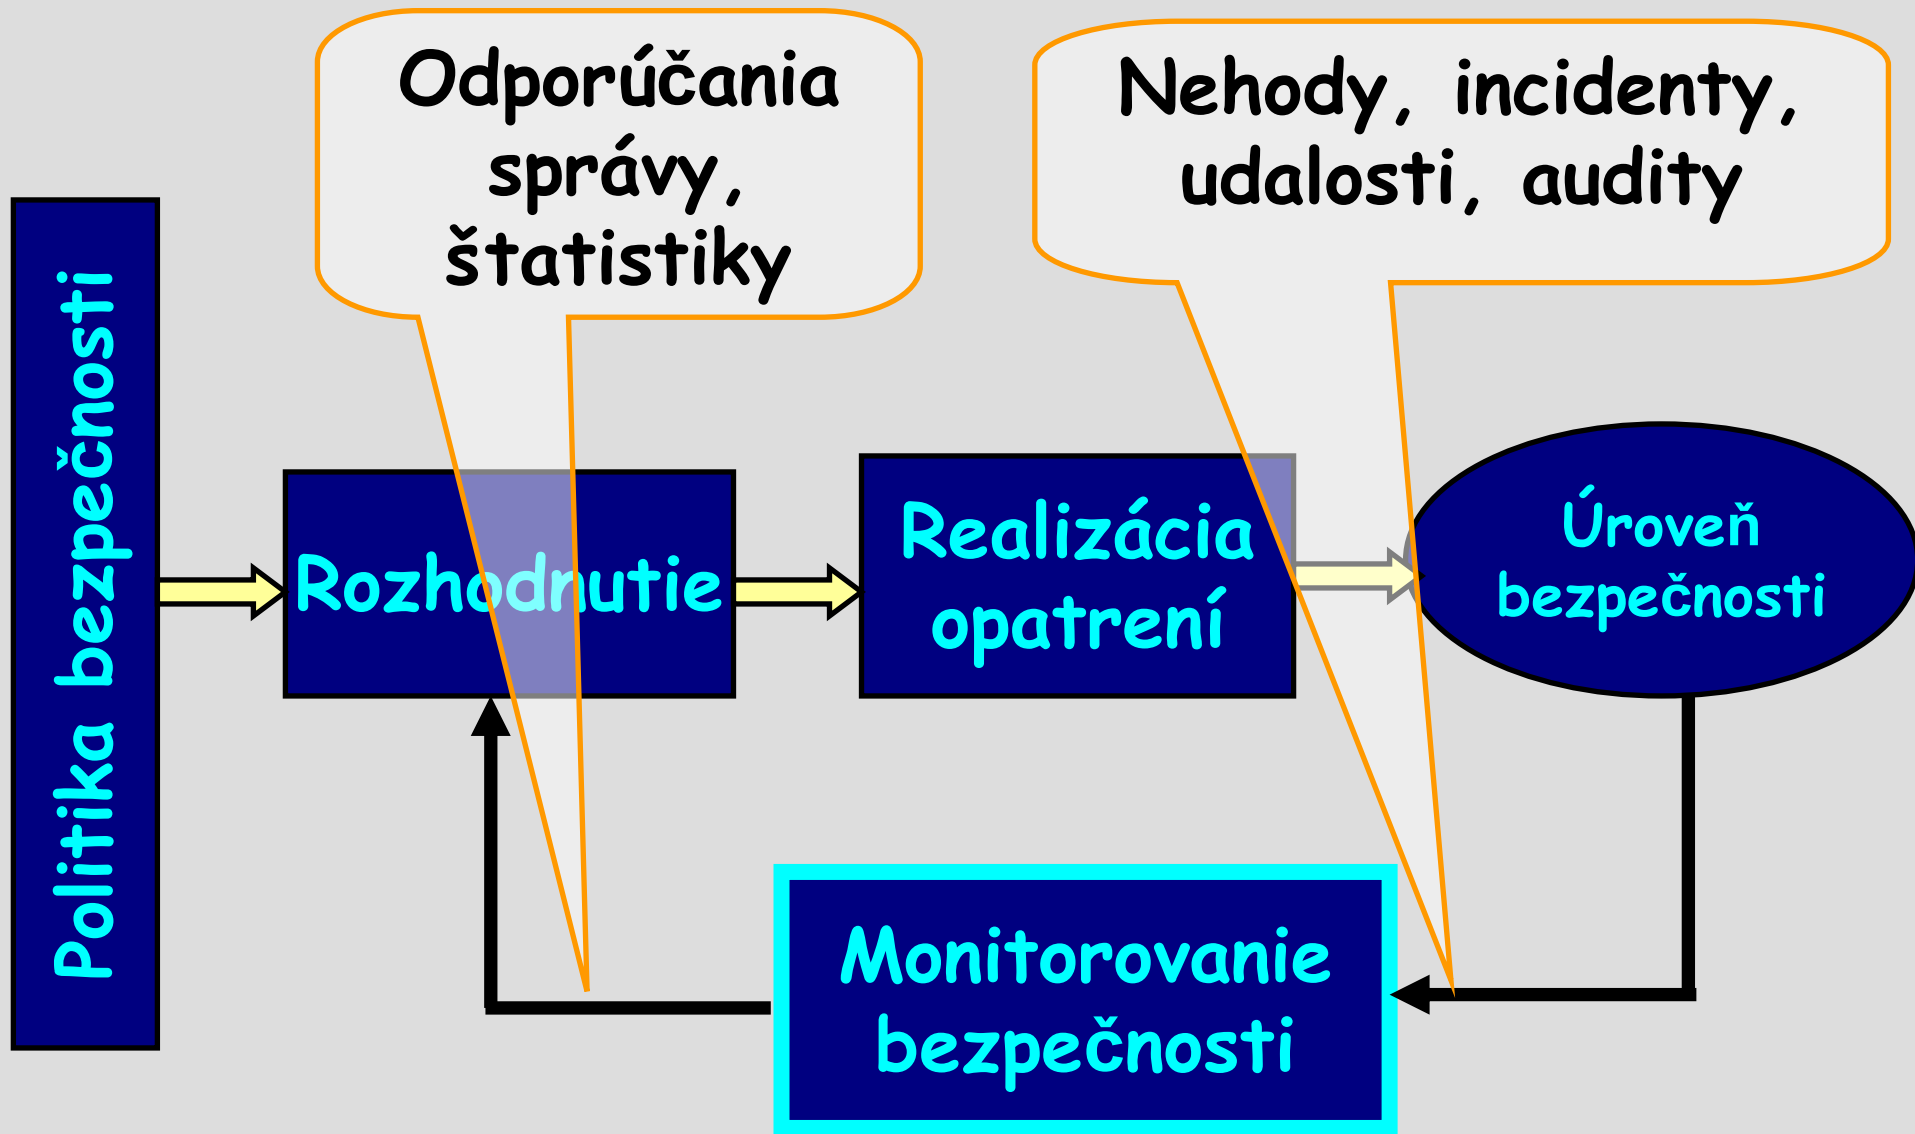 Odporúčania
správy,
štatistiky
Nehody, incidenty,
udalosti, audity
Politika bezpečnosti
Rozhodnutie
Realizácia
opatrení
Úroveň
bezpečnosti
Monitorovanie
bezpečnosti